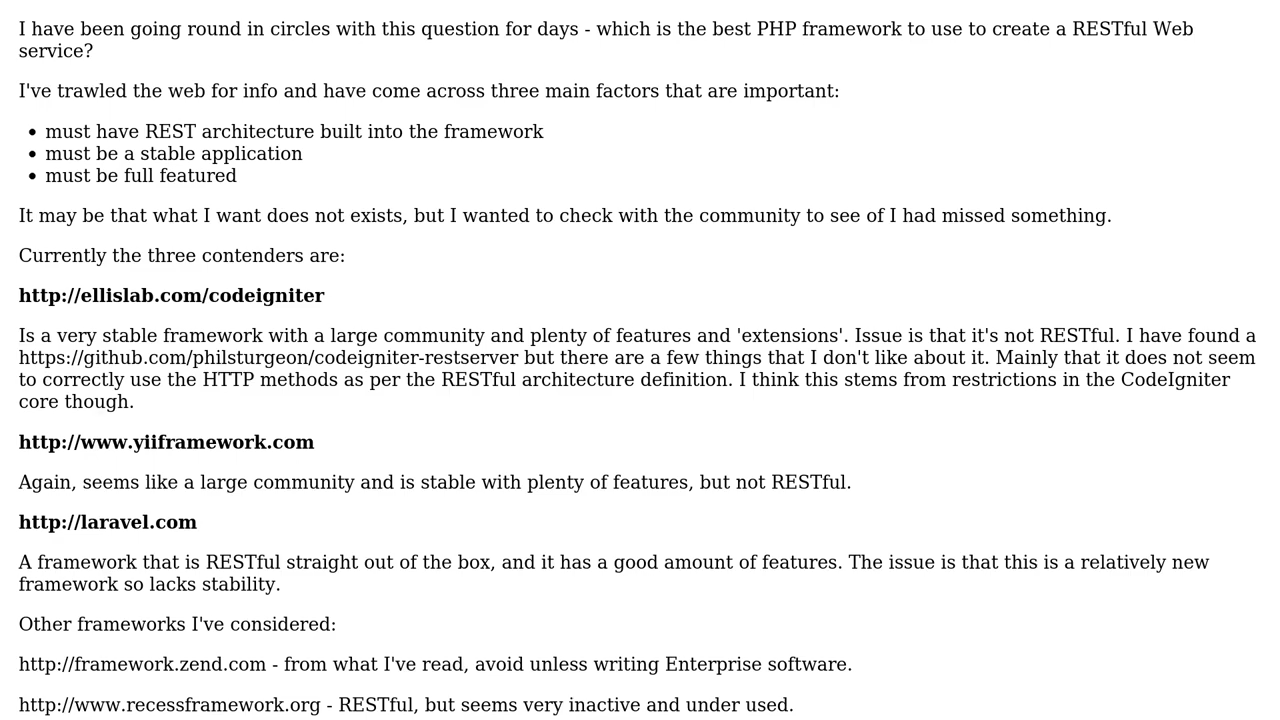 I have been going round in circles with this question for days - which is the best PHP framework to use to create a RESTful Web
service?
I've trawled the web for info and have come across three main factors that are important:
• must have REST architecture built into the framework
• must be a stable application
• must be full featured
It may be that what I want does not exists, but I wanted to check with the community to see of I had missed something.
Currently the three contenders are:
http://ellislab.com/codeigniter
Is a very stable framework with a large community and plenty of features and 'extensions'. Issue is that it's not RESTful. I have found a
https://github.com/philsturgeon/codeigniter-restserver but there are a few things that I don't like about it. Mainly that it does not seem
to correctly use the HTTP methods as per the RESTful architecture definition. I think this stems from restrictions in the CodeIgniter
core though.
http://www.yiiframework.com
Again, seems like a large community and is stable with plenty of features, but not RESTful.
http://laravel.com
A framework that is RESTful straight out of the box, and it has a good amount of features. The issue is that this is a relatively new
framework so lacks stability.
Other frameworks I've considered:
http://framework.zend.com - from what I've read, avoid unless writing Enterprise software.
http://www.recessframework.org - RESTful, but seems very inactive and under used.